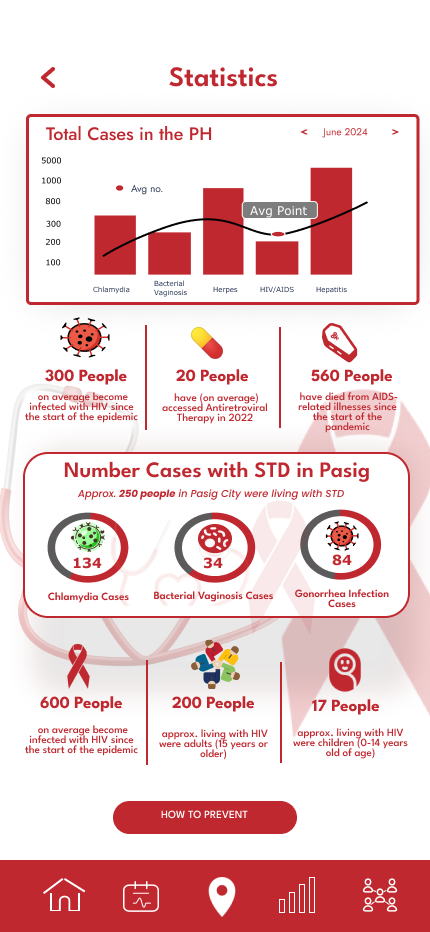 Statistics
Total Cases in the PH
< June 2024 >
5000
1000
800
300
200
100
Avg no.
Avg Point
Chlamydia
Bacterial
Vaginosis
Herpes
HIV/AIDS
Hepatitis
300 People
on average become
infected with HIV since
the start of the epidemic
20 People
have (on average)
accessed Antiretroviral
Therapy in 2022
560 People
have died from AIDS-
related illnesses since
the start of the
pandemic
Number Cases with STD in Pasig
Approx. 250 people in Pasig City were living with STD
134
Chlamydia Cases
34
Bacterial Vaginosis Cases
84
Gonorrhea Infection
Cases
600 People
on average become
infected with HIV since
the start of the epidemic
200 People
approx. living with HIV
were adults (15 years or
older)
17 People
approx. living with HIV
were children (0-14 years
old of age)
HOW TO PREVENT